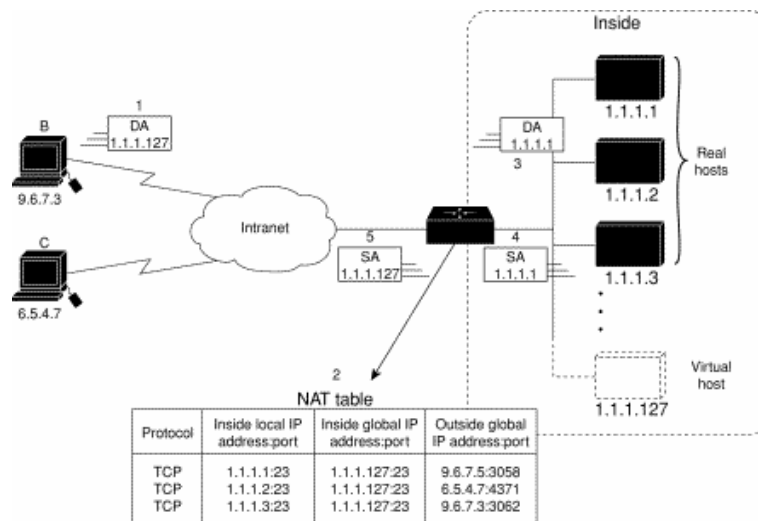 Inside
1
B
DA
1.1.1.127
9.6.7.3
C
6.5.4.7
Intranet
5
SA
1.1.1.127
DA
1.1.1.1
3
4
SA
1.1.1.1
1.1.1.1
1.1.1.2
1.1.1.3
Real
hosts
Virtual
host
1.1.1.127
2
NAT table
Protocol
Inside local IP
address:port
Inside global IP
address:port
Outside global
IP address:port
TCP 1.1.1.1:23 1.1.1.127:23 9.6.7.5:3058
TCP 1.1.1.2:23 1.1.1.127:23 6.5.4.7:4371
TCP 1.1.1.3:23 1.1.1.127:23 9.6.7.3:3062